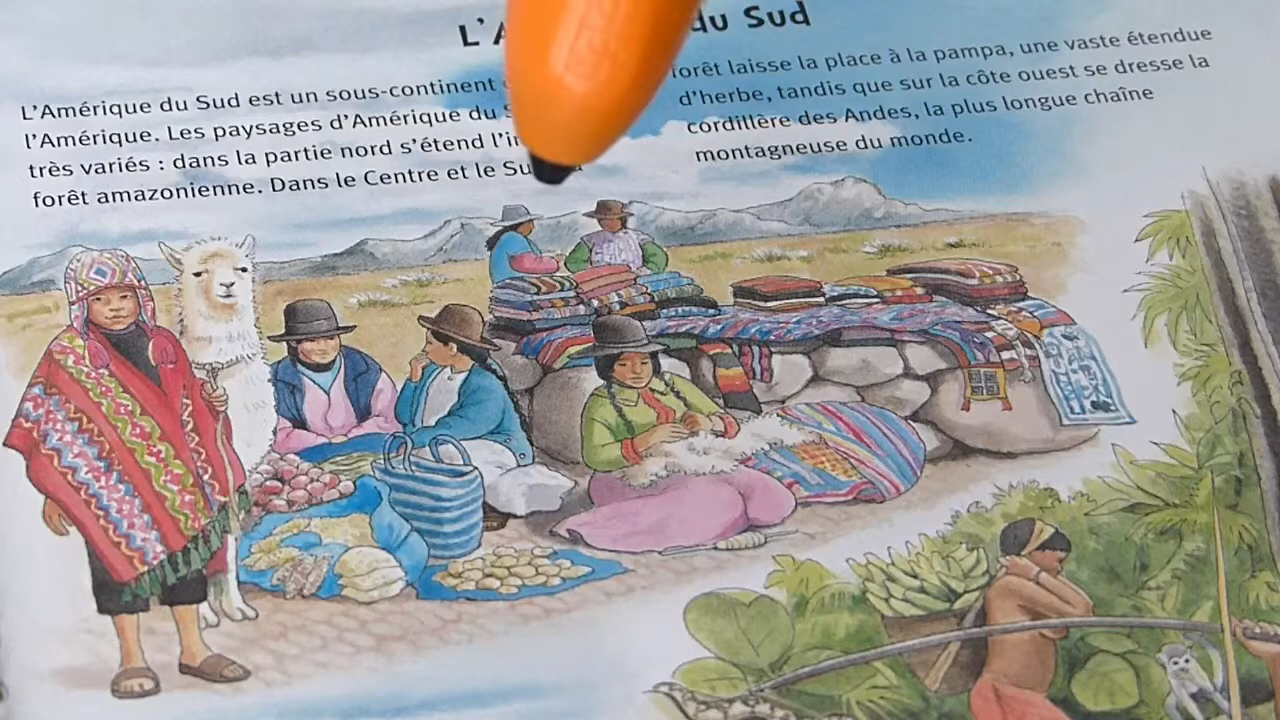 L'A du Sud
L'Amérique du Sud est un sous-continent
l'Amérique. Les paysages d'Amérique du
très variés : dans la partie nord s'étend
forêt amazonienne. Dans le Centre et le
forêt laisse la place à la pampa, une vaste étendue
d'herbe, tandis que sur la côte ouest se dresse la
cordillère des Andes, la plus longue chaîne
montagneuse du monde.